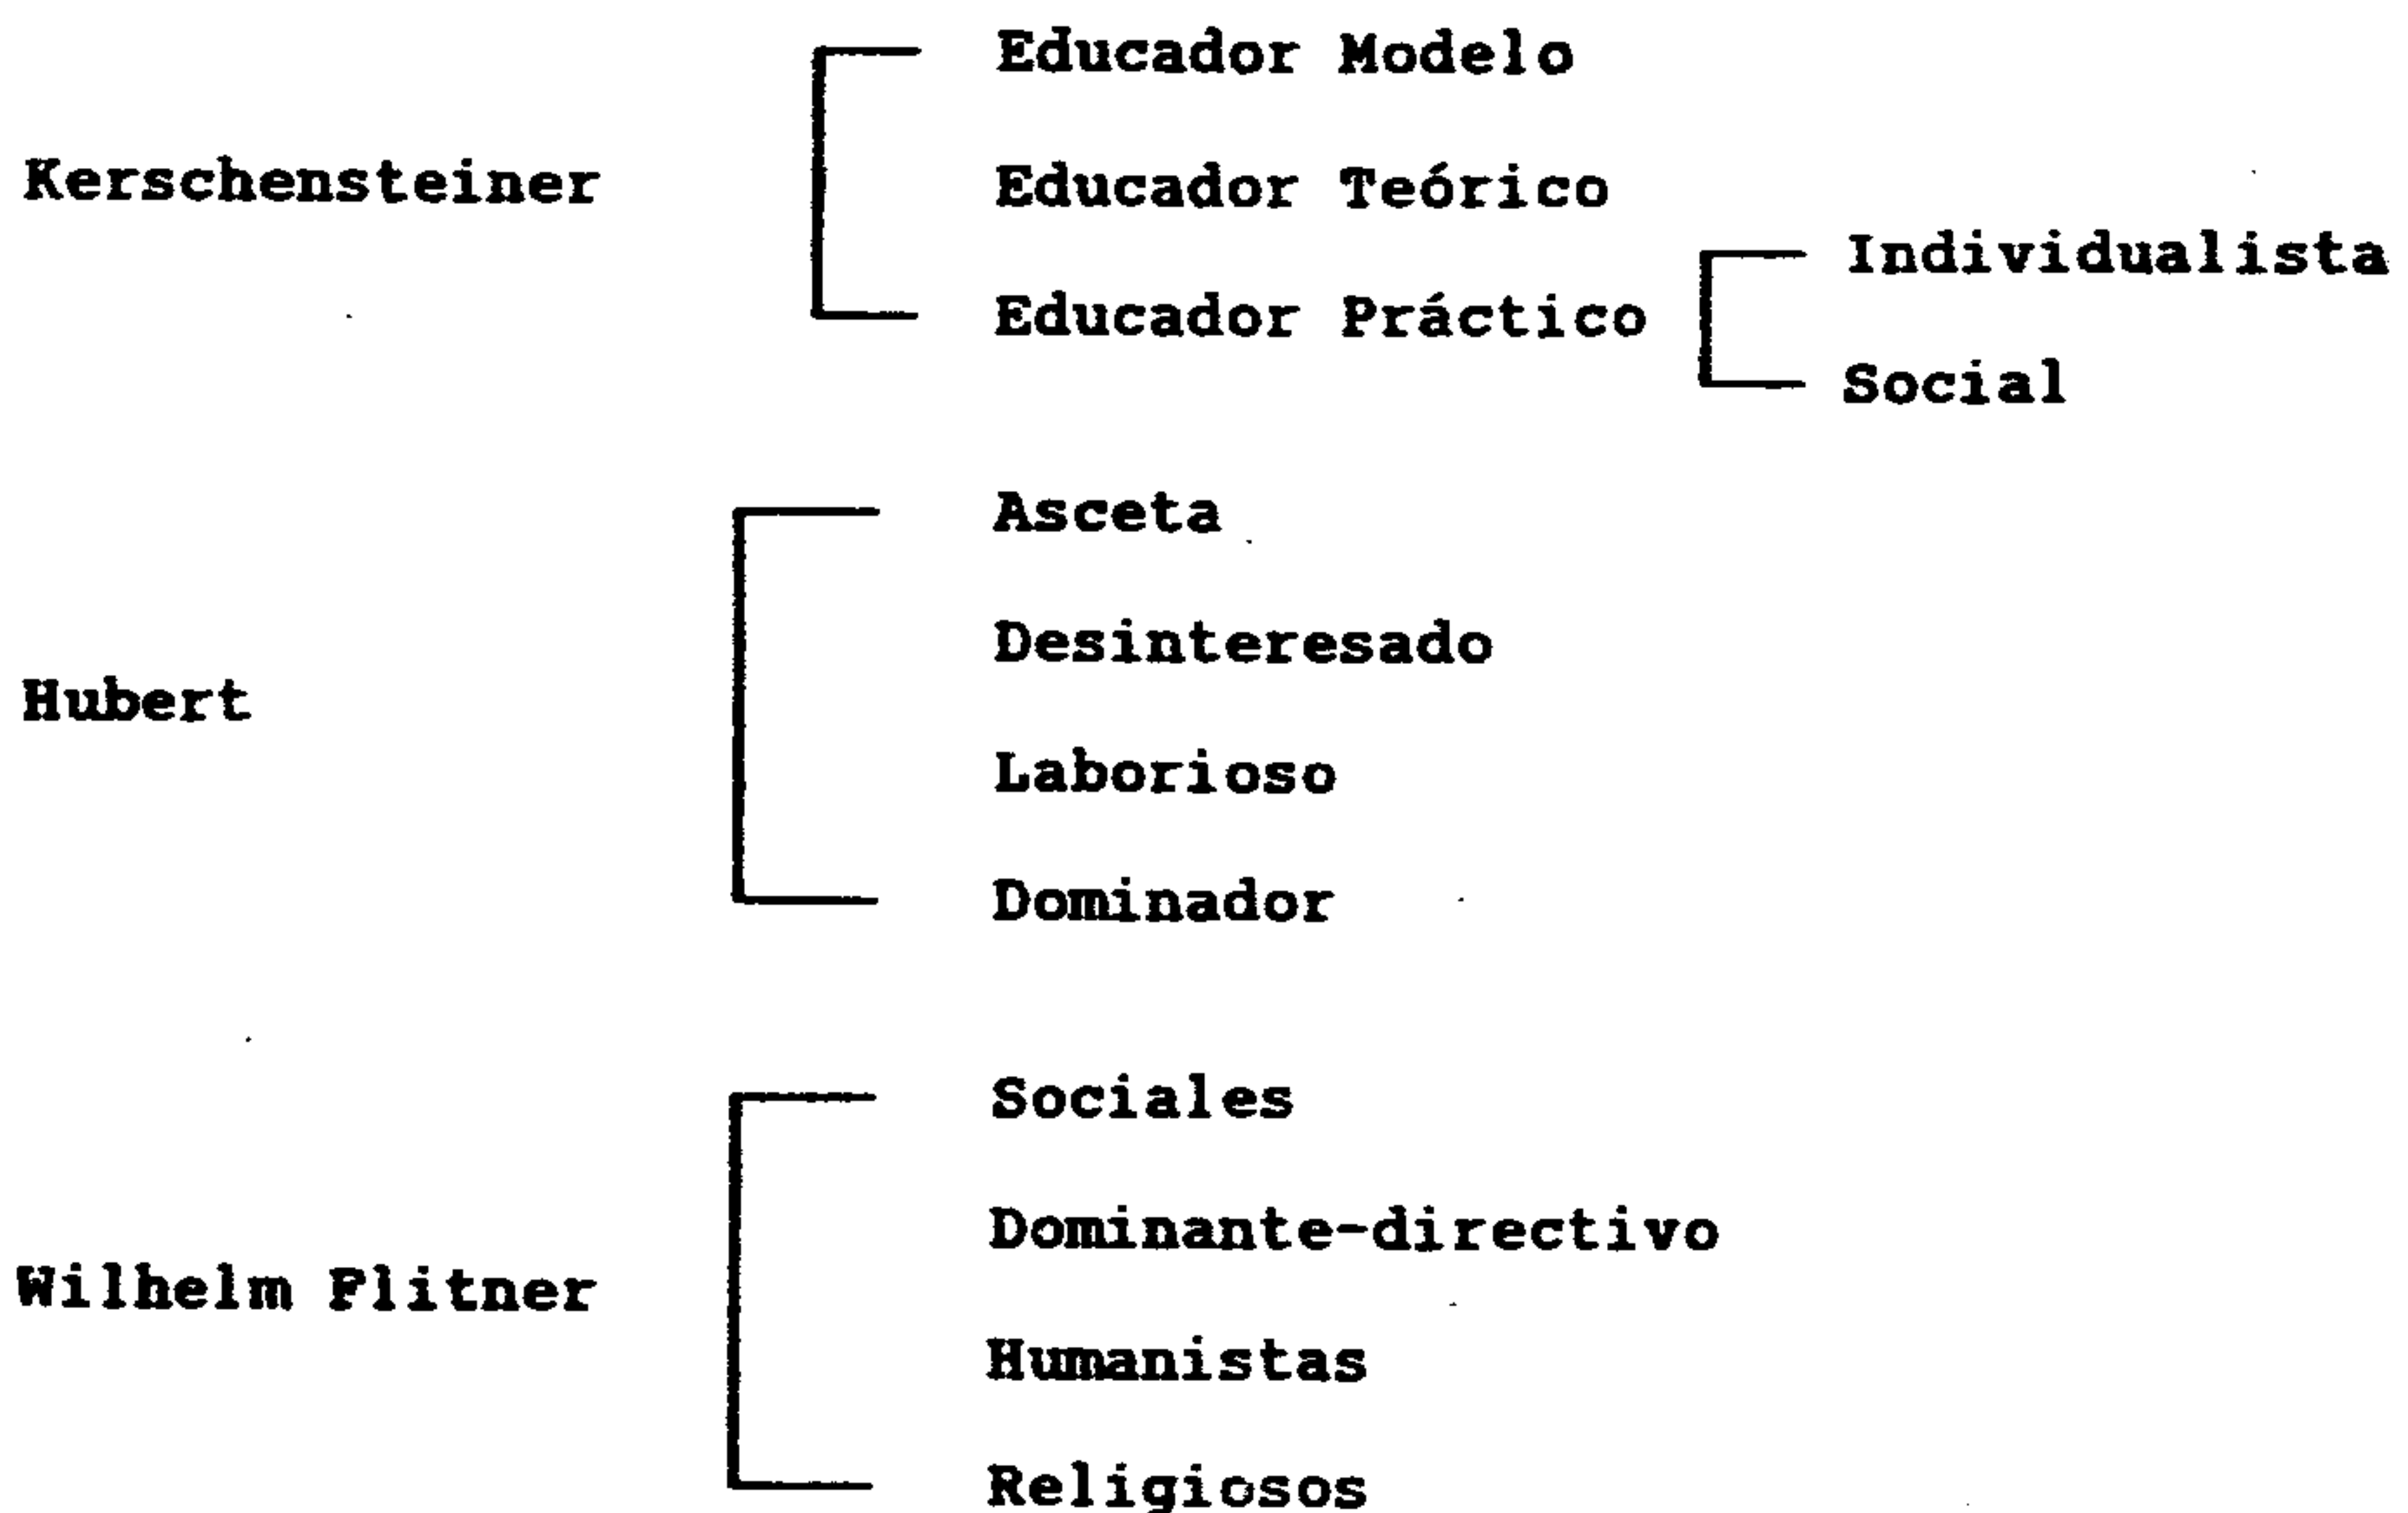 Kerschensteiner
Educador Modelo
Educador Teórico
Educador Práctico
Individualista
Social
Hubert
Asceta
Desinteresado
Laborioso
Dominador
Wilhelm Flitner
Sociales
Dominante-directivo
Humanistas
Religiosos